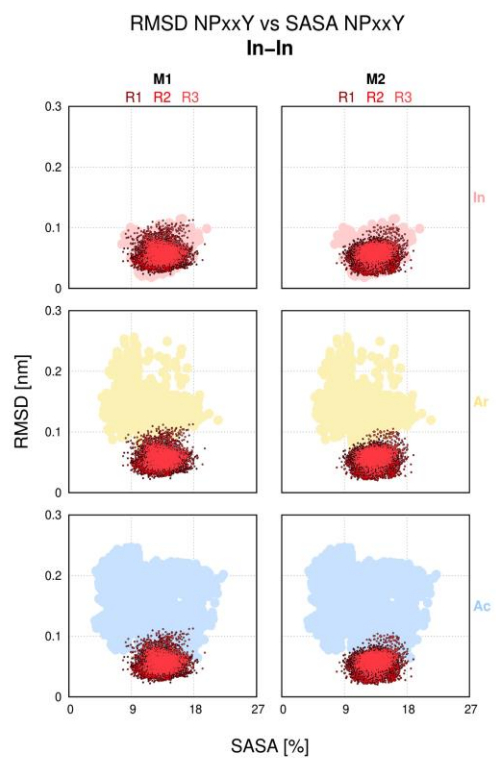 RMSD NPxxY vs SASA NPxxY
In–In
M1 M2
R1 R2 R3 R1 R2 R3
0.3
0.2
0.1
0
In
0.3
0.2
0.1
0
Ar
RMSD [nm]
0.3
0.2
0.1
0
Ac
0 9 18 27 0 9 18 27
SASA [%]